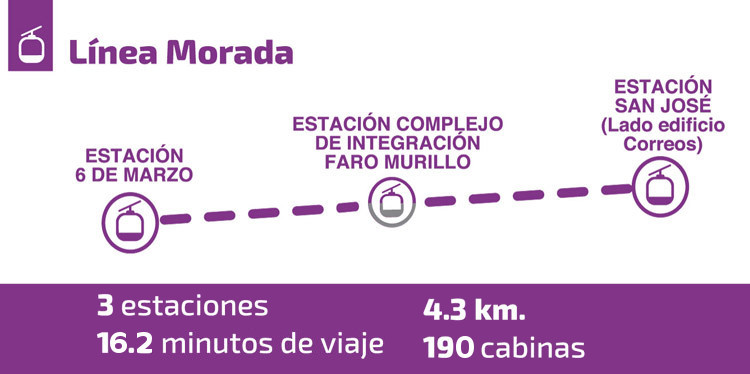 Línea Morada
ESTACIÓN
6 DE MARZO
ESTACIÓN COMPLEJO
DE INTEGRACIÓN
FARO MURILLO
ESTACIÓN
SAN JOSÉ
(Lado edificio
Correos)
3 estaciones
16.2 minutos de viaje
4.3 km.
190 cabinas